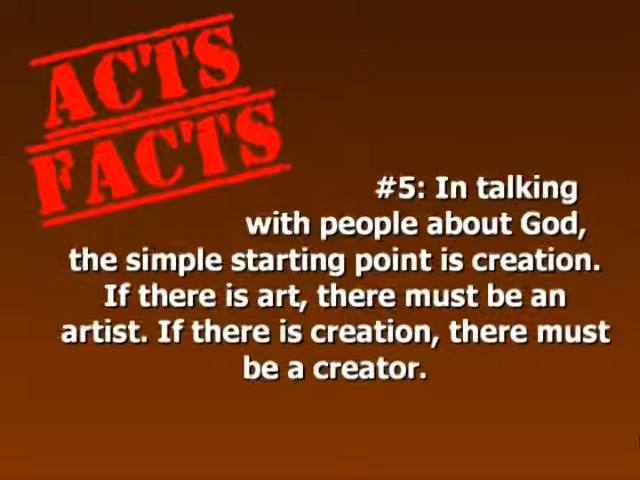 ACTS
FACTS
#5: In talking
with people about God,
the simple starting point is creation.
If there is art, there must be an
artist. If there is creation, there must
be a creator.